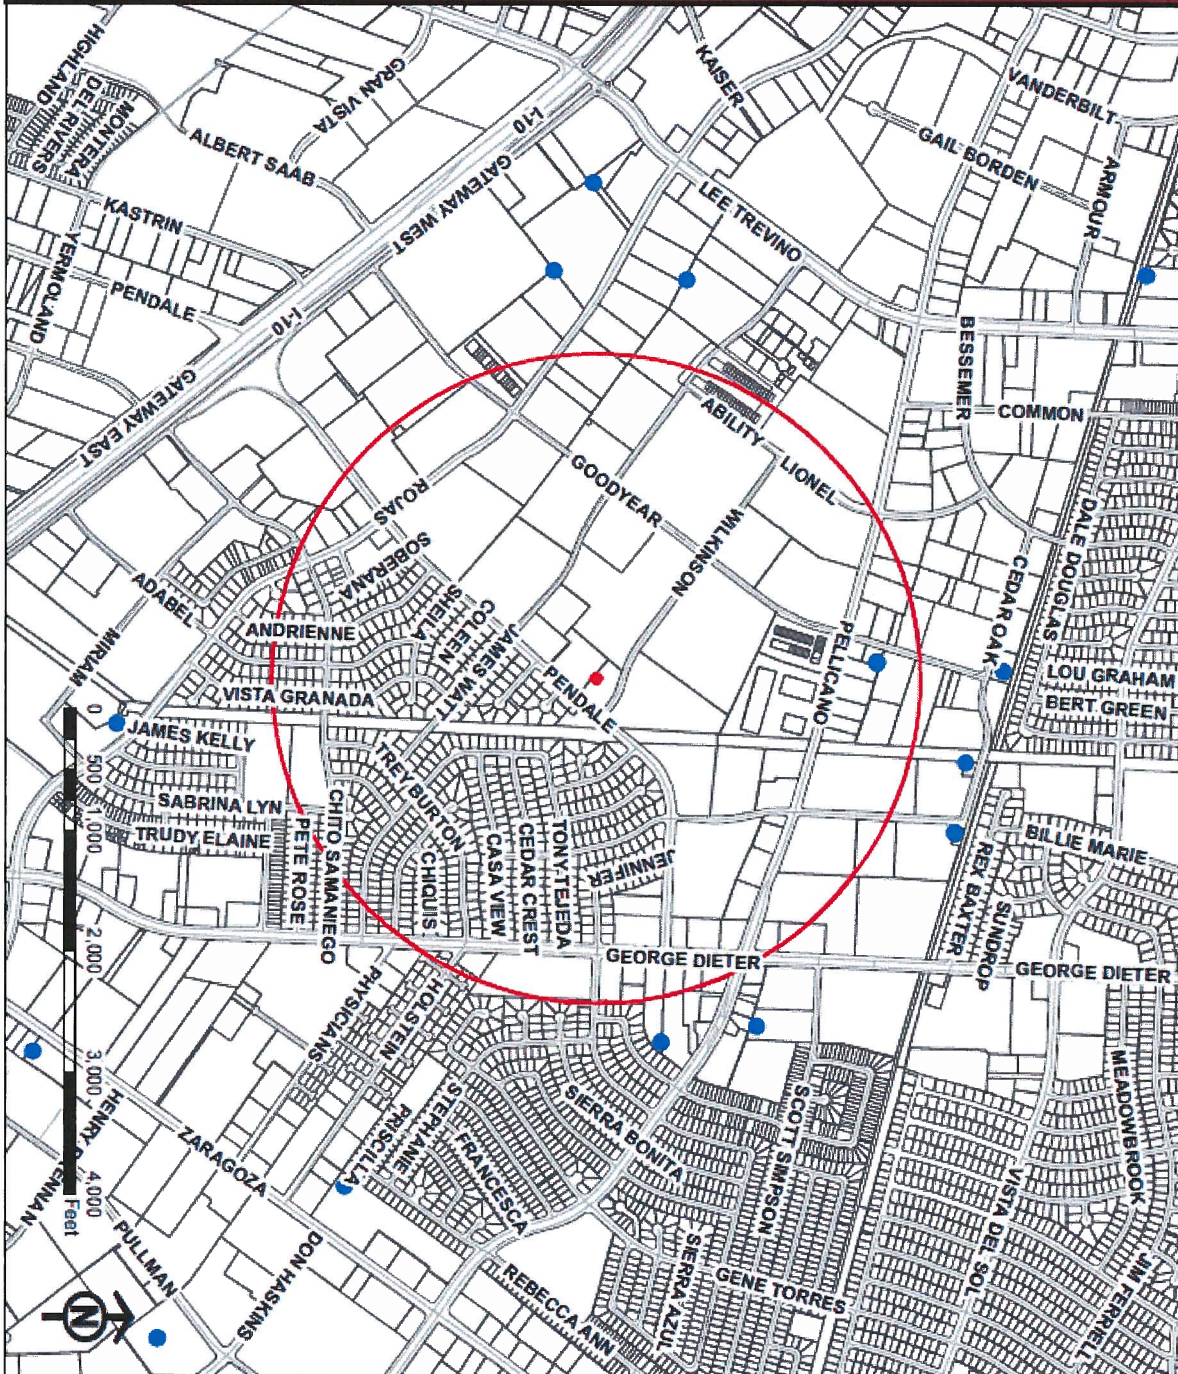 KAISER
VANDERBILT
HIGHLAND
GRAN VISTA
MONTERA
DEL RIVERS
ALBERT SAAB
I-10
GATEWAY WEST
GAIL BORDEN
ARMOUR
LEE TREVINO
KASTRIN
YERMOLAND
PENDALE
I-10
BESSEMER
COMMON
GATEWAY EAST
ABILITY
LIONEL
GOODYEAR
ROJAS
WILKINSON
DALE DOUGLAS
CEDAR OAK
SOBERANA
ADABEL
ANDRIENNE
SHEILA
COLEEN
JAMES WATT
PENDALE
PELLICANO
LOU GRAHAM
BERT GREEN
MIRIAM
VISTA GRANADA
JAMES KELLY
TREY BURTON
SABRINA LYN
TRUDY ELAINE
PETE ROSE
CHITO SAMANIEGO
CHIQUIS
CASA VIEW
CEDAR CREST
TONY TEJEDA
JENNIFER
BILLIE MARIE
REX BAXTER
SUNDROP
GEORGE DIETER
GEORGE DIETER
PHYSICIANS
HOLSTEIN
STEPHANIE
PRISCILLA
FRANCESCA
SIERRA BONITA
SCOTT SIMPSON
MEADOWBROOK
VISTA DEL SOL
JIM FERRIELL
HENRY
ZARAGOZA
PULLMAN
DON HASKINS
REBECCA ANN
SIERRA AZUL
GENE TORRES
0 500 1,000 2,000 3,000 4,000
Feet
N